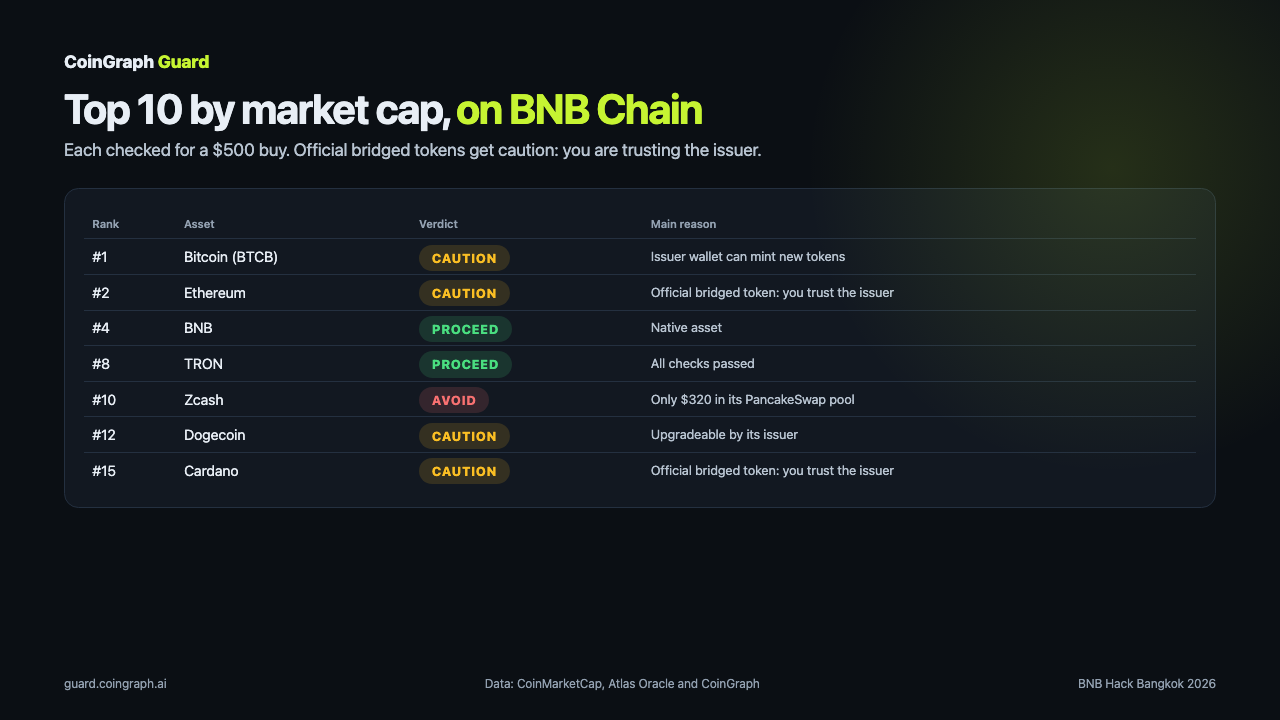 CoinGraph Guard
Top 10 by market cap, on BNB Chain
Each checked for a $500 buy. Official bridged tokens get caution: you are trusting the issuer.
Rank Asset Verdict Main reason
#1 Bitcoin (BTCB) CAUTION Issuer wallet can mint new tokens
#2 Ethereum CAUTION Official bridged token: you trust the issuer
#4 BNB PROCEED Native asset
#8 TRON PROCEED All checks passed
#10 Zcash AVOID Only $320 in its PancakeSwap pool
#12 Dogecoin CAUTION Upgradeable by its issuer
#15 Cardano CAUTION Official bridged token: you trust the issuer
guard.coingraph.ai Data: CoinMarketCap, Atlas Oracle and CoinGraph BNB Hack Bangkok 2026